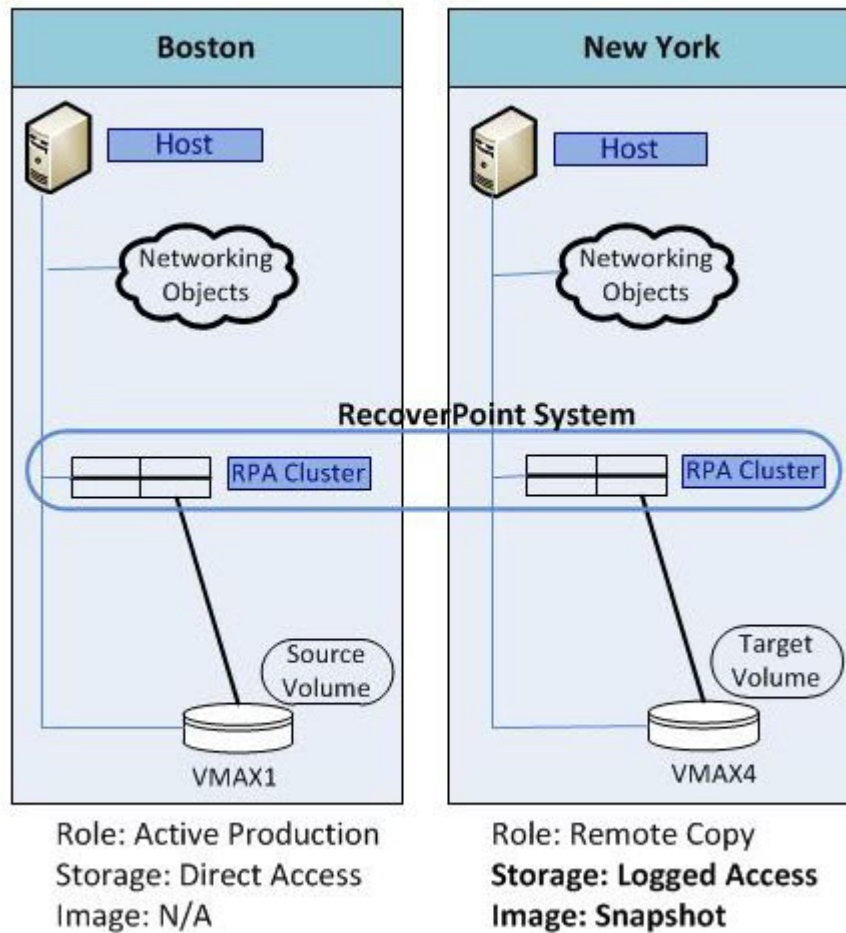 Boston
New York
Host
Host
Networking
Objects
Networking
Objects
RecoverPoint System
RPA Cluster
RPA Cluster
Source
Volume
Target
Volume
VMAX1
VMAX4
Role: Active Production
Storage: Direct Access
Image: N/A
Role: Remote Copy
Storage: Logged Access
Image: Snapshot